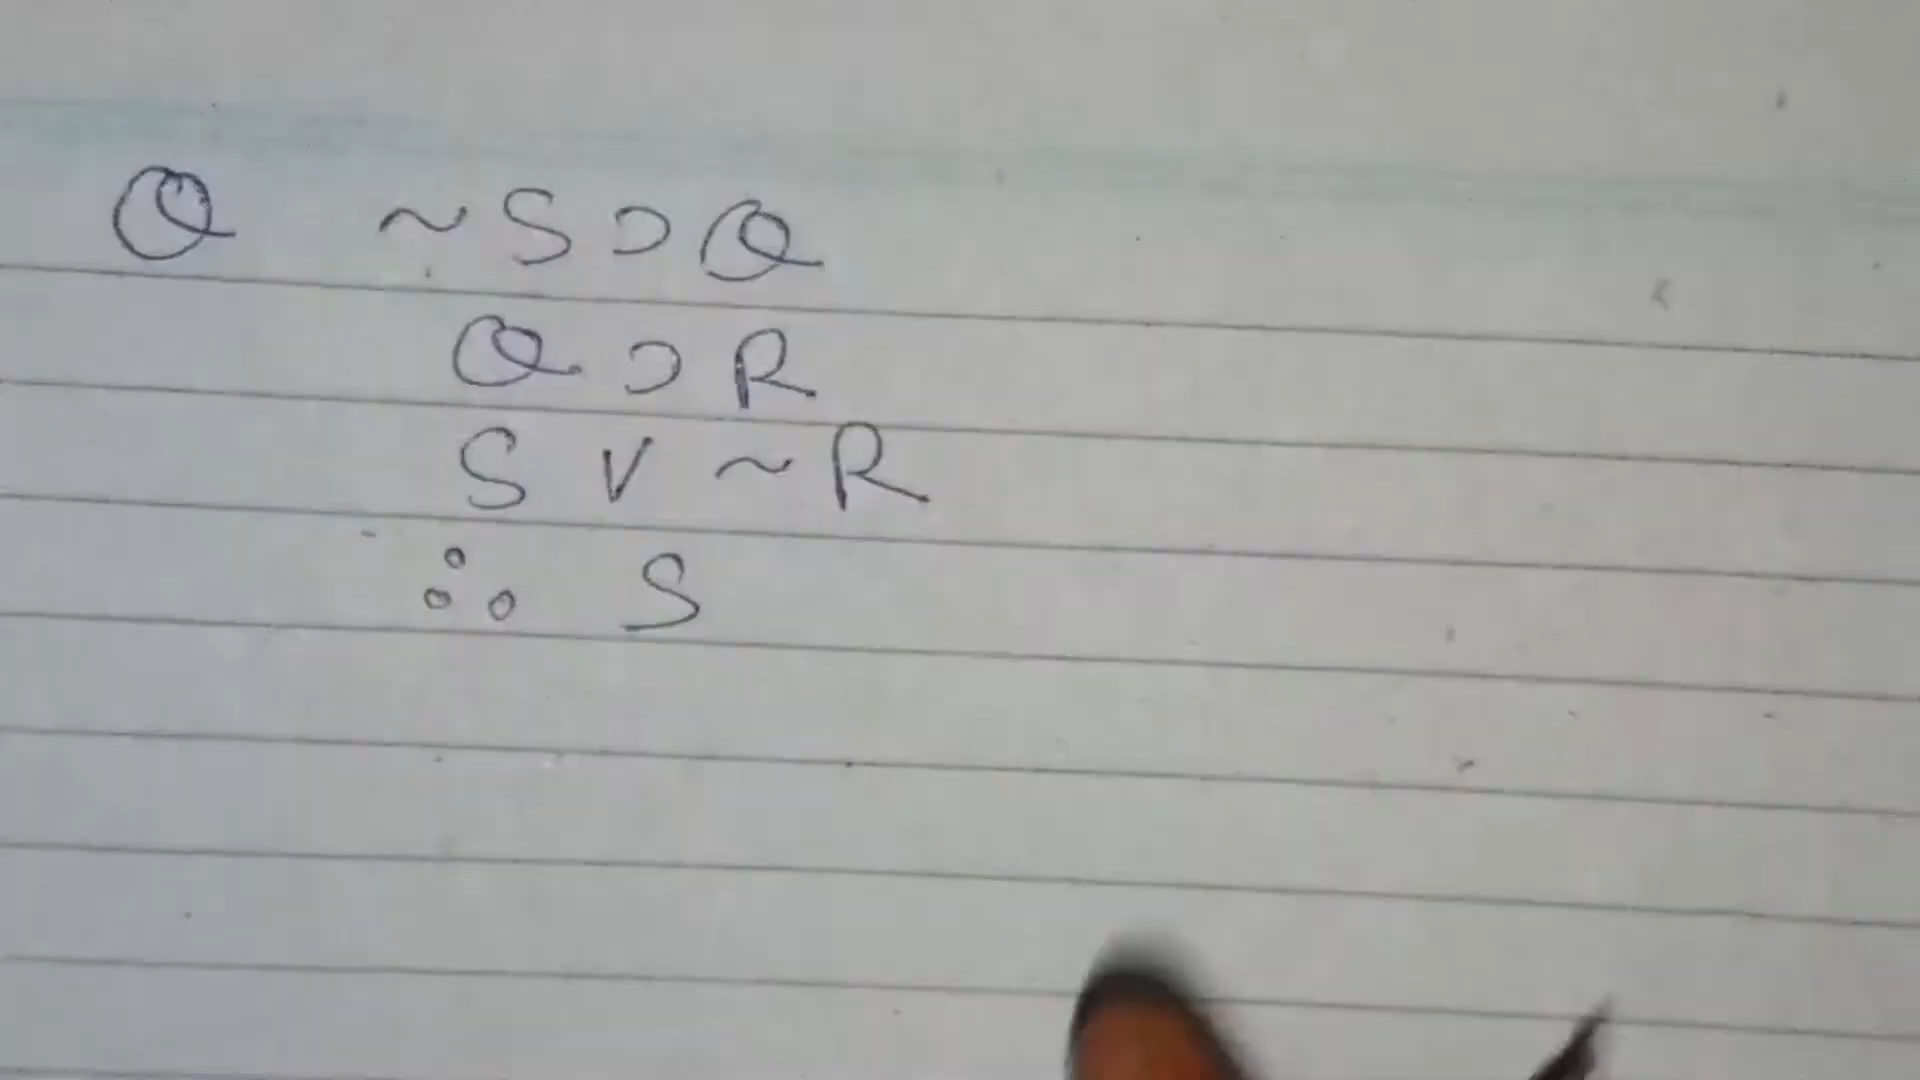 Q ~S⊃Q
Q⊃R
S V ~R
∴ S